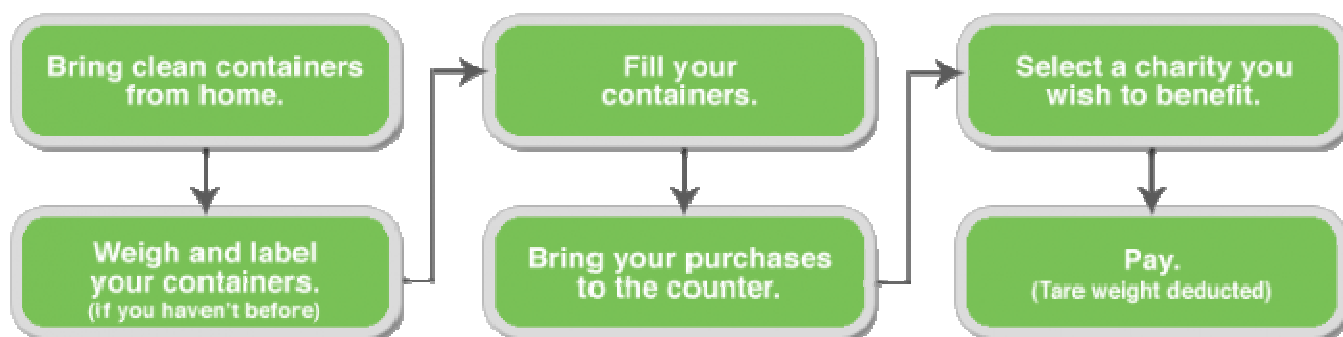 Bring clean containers
from home.
Weigh and label
your containers.
(if you haven't before)
Fill your
containers.
Bring your purchases
to the counter.
Select a charity you
wish to benefit.
Pay.
(Tare weight deducted)